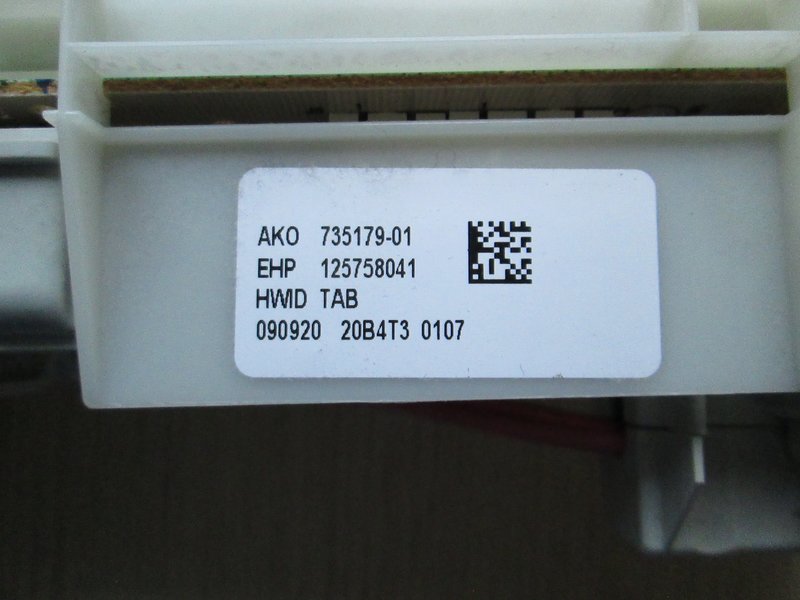 AKO 735179-01
EHP 125758041
HWID TAB
090920 20B4T3 0107